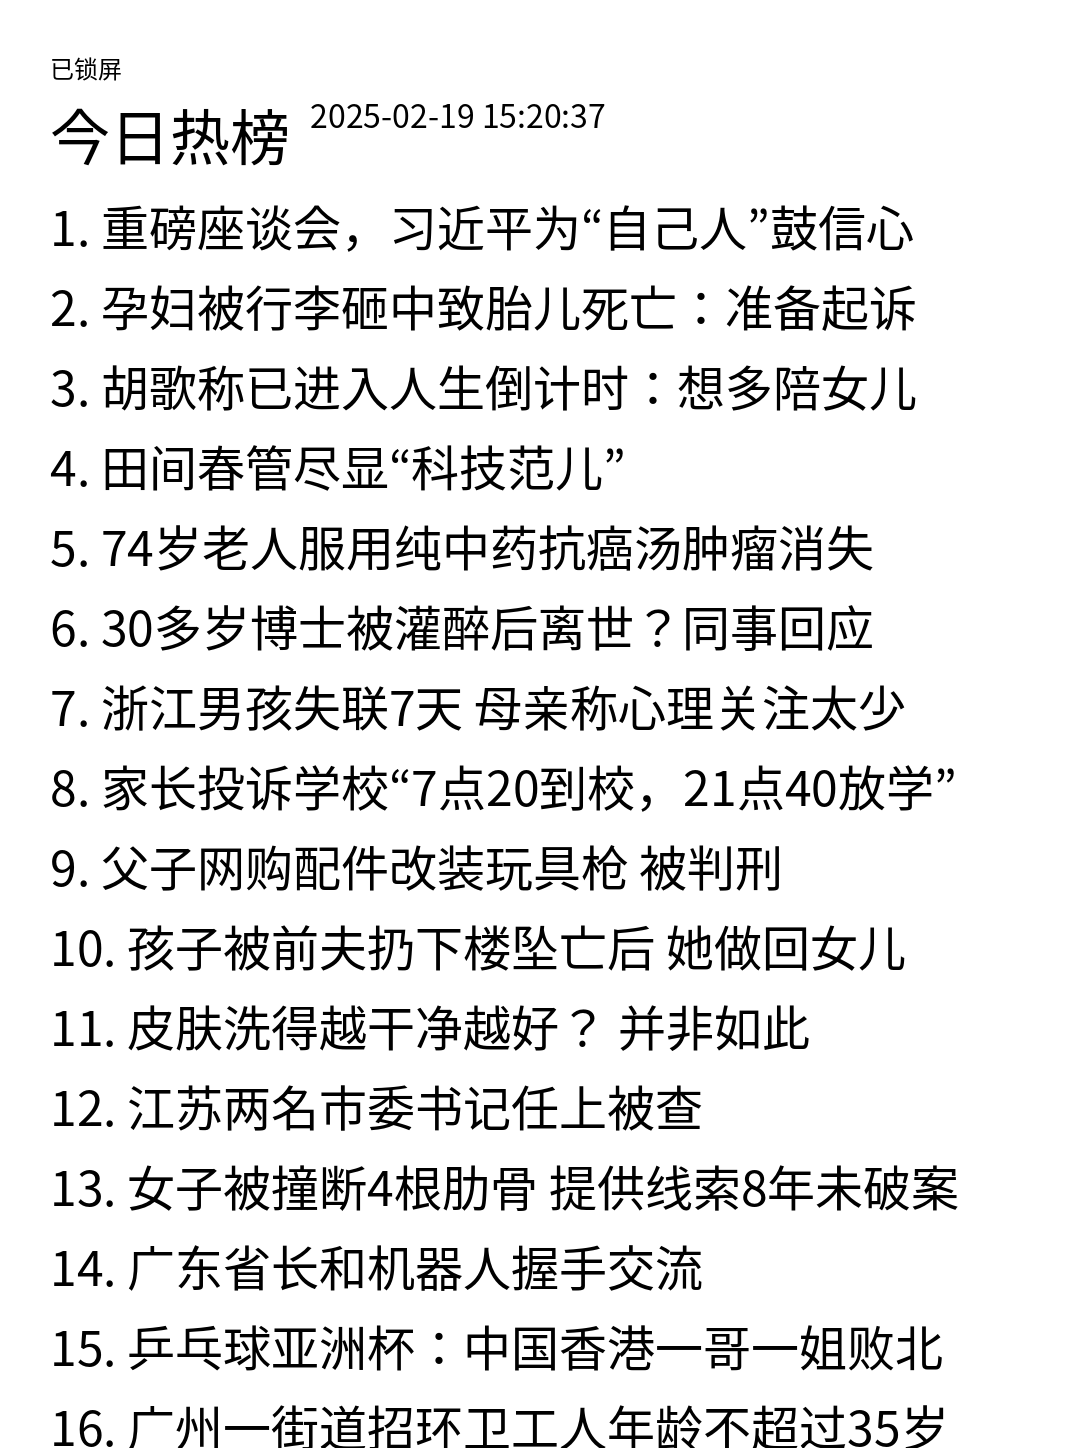 已锁屏
今日热榜 2025-02-19 15:20:37
1. 重磅座谈会，习近平为“自己人”鼓信心
2. 孕妇被行李砸中致胎儿死亡：准备起诉
3. 胡歌称已进入人生倒计时：想多陪女儿
4. 田间春管尽显“科技范儿”
5. 74岁老人服用纯中药抗癌汤肿瘤消失
6. 30多岁博士被灌醉后离世？同事回应
7. 浙江男孩失联7天 母亲称心理关注太少
8. 家长投诉学校“7点20到校，21点40放学”
9. 父子网购配件改装玩具枪 被判刑
10. 孩子被前夫扔下楼坠亡后 她做回女儿
11. 皮肤洗得越干净越好？ 并非如此
12. 江苏两名市委书记任上被查
13. 女子被撞断4根肋骨 提供线索8年未破案
14. 广东省长和机器人握手交流
15. 乒乓球亚洲杯：中国香港一哥一姐败北
16. 广州一街道招环卫工人年龄不超过35岁